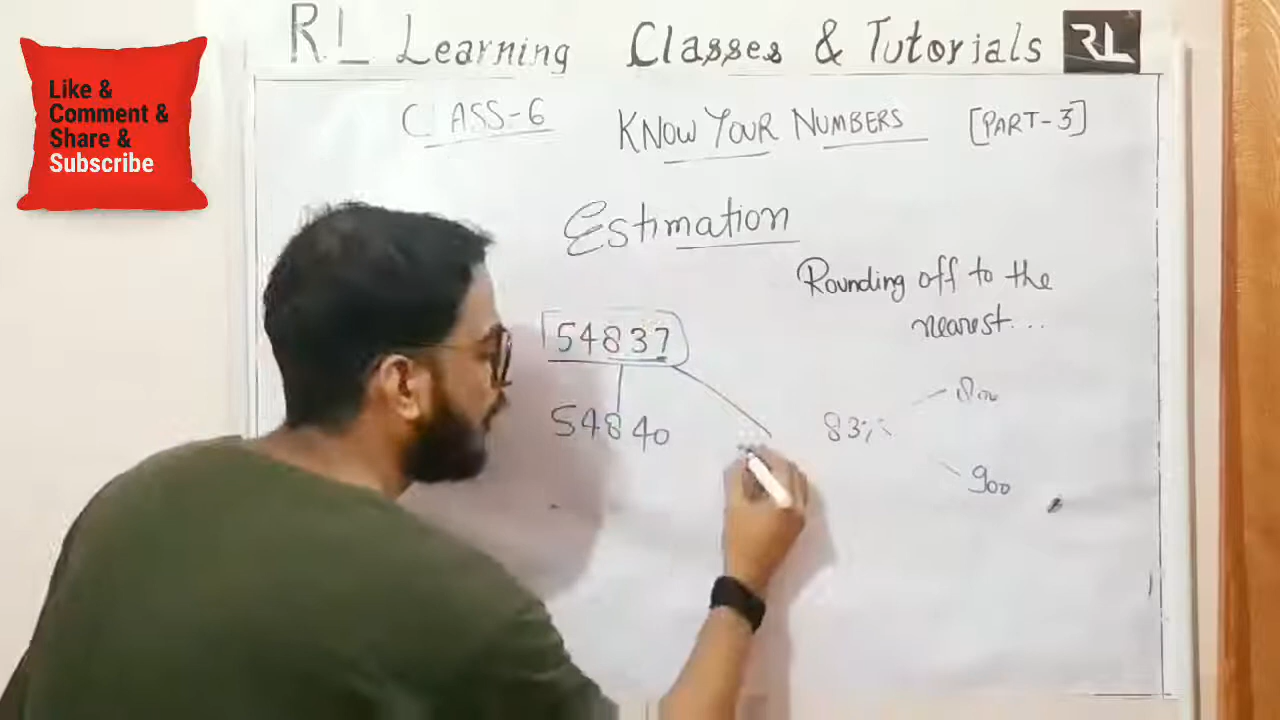 RL Learning Classes & Tutorials RL
Like &
Comment &
Share &
Subscribe
CLASS-6 KNOW YOUR NUMBERS [PART-3]
Estimation
Rounding off to the
nearest...
54837
54840
800
900